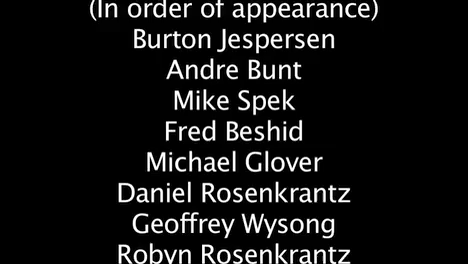 (In order of appearance)
Burton Jespersen
Andre Bunt
Mike Spek
Fred Beshid
Michael Glover
Daniel Rosenkrantz
Geoffrey Wysong
Robyn Rosenkrantz